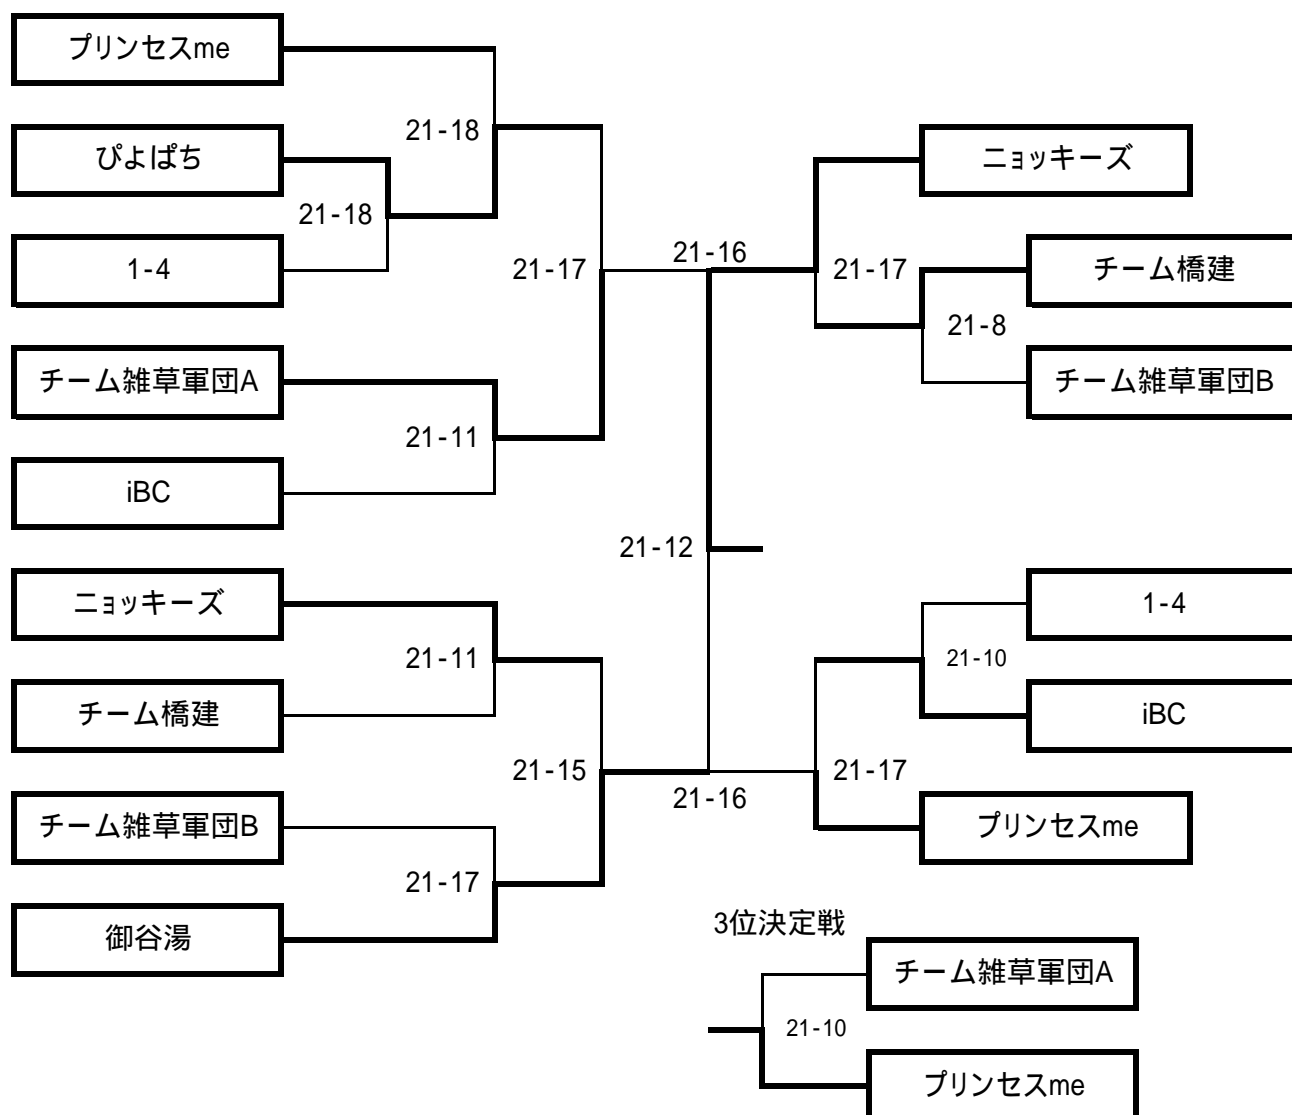 プリンセスme
21-18
ぴよぱち
21-18
1-4
21-17
チーム雑草軍団A
21-11
iBC
21-12
ニョッキーズ
21-11
チーム橋建
21-15
チーム雑草軍団B
21-17
御谷湯
21-16
ニョッキーズ
21-17
チーム橋建
21-8
チーム雑草軍団B
1-4
21-10
iBC
21-17
21-16
プリンセスme
3位決定戦
チーム雑草軍団A
21-10
プリンセスme